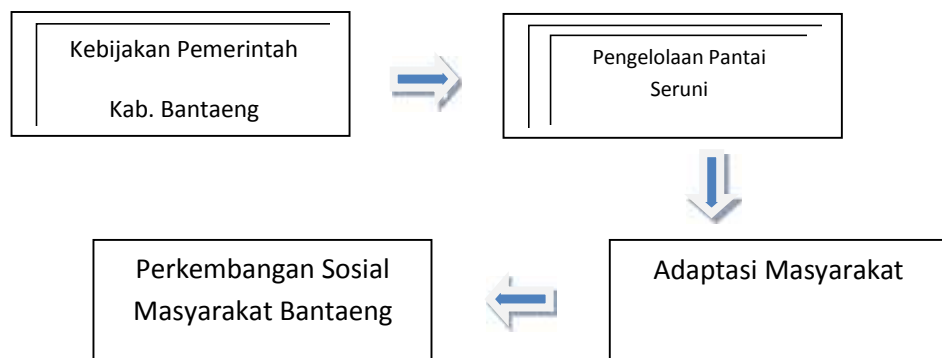 Kebijakan Pemerintah
Kab. Bantaeng
Pengelolaan Pantai
Seruni
Adaptasi Masyarakat
Perkembangan Sosial
Masyarakat Bantaeng